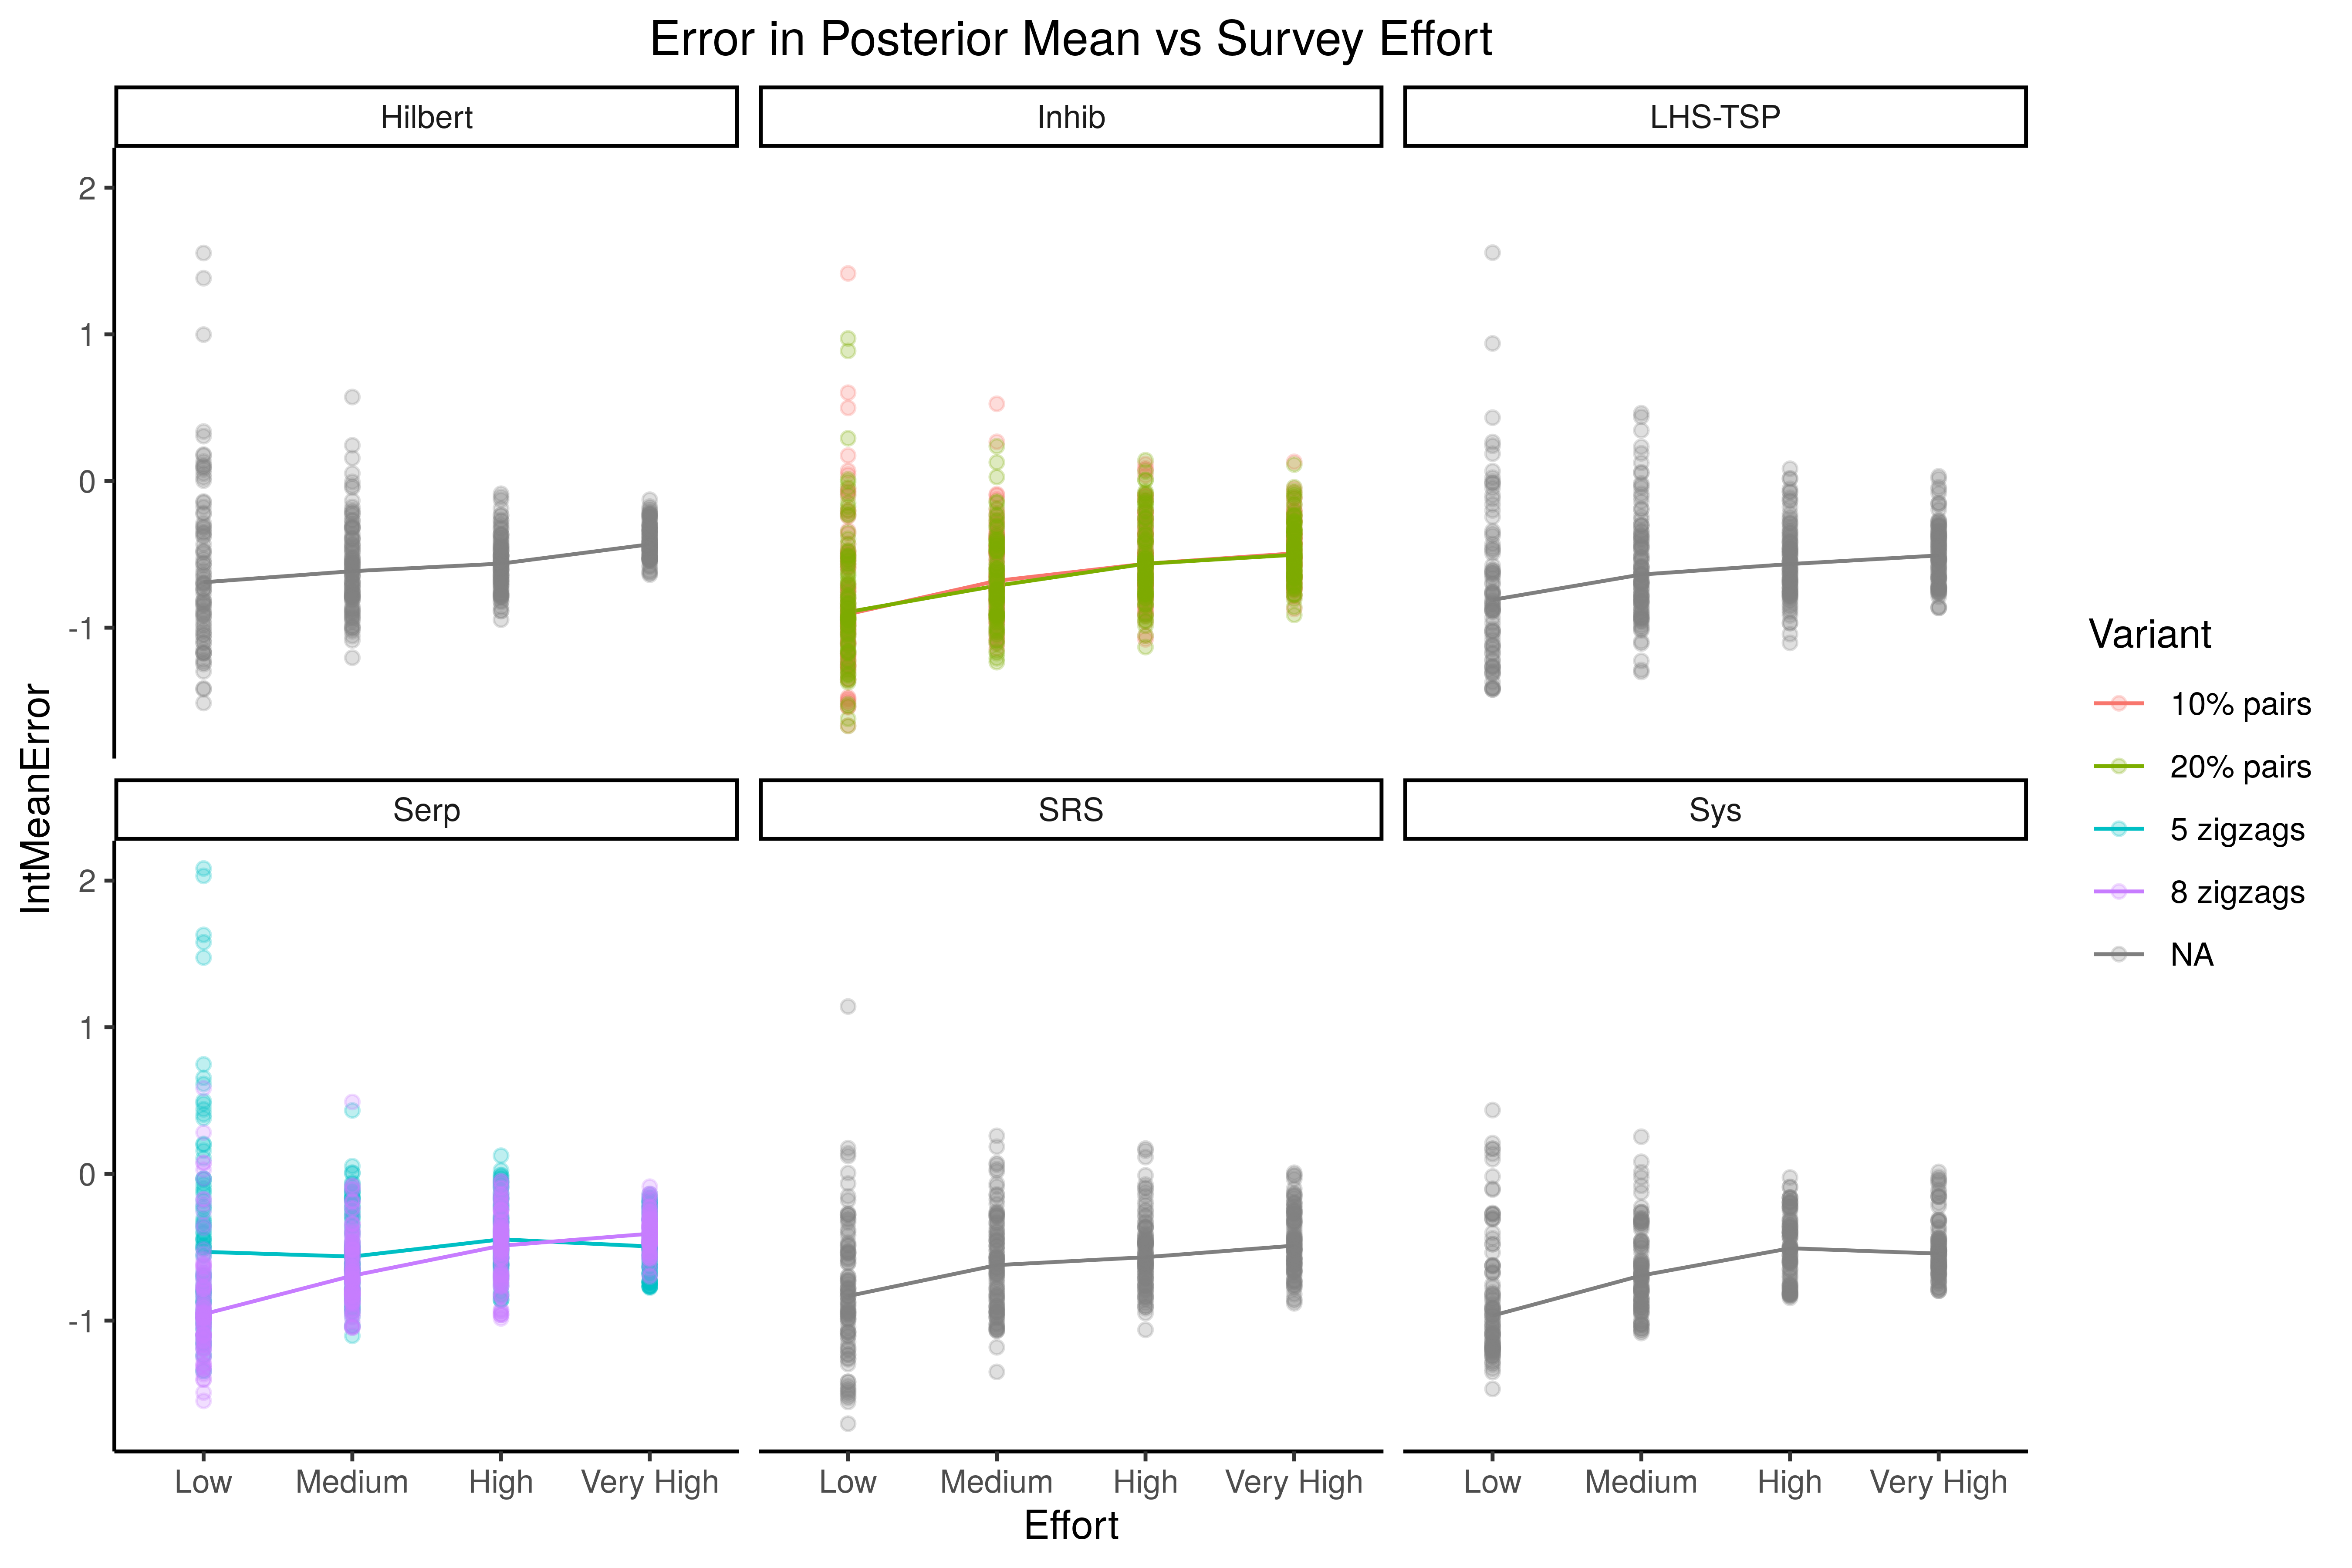 Error in Posterior Mean vs Survey Effort
Hilbert
Inhib
LHS-TSP
2
1
0
-1
Serp
SRS
Sys
2
1
0
-1
IntMeanError
Low Medium High Very High
Low Medium High Very High
Low Medium High Very High
Effort
Variant
10% pairs
20% pairs
5 zigzags
8 zigzags
NA